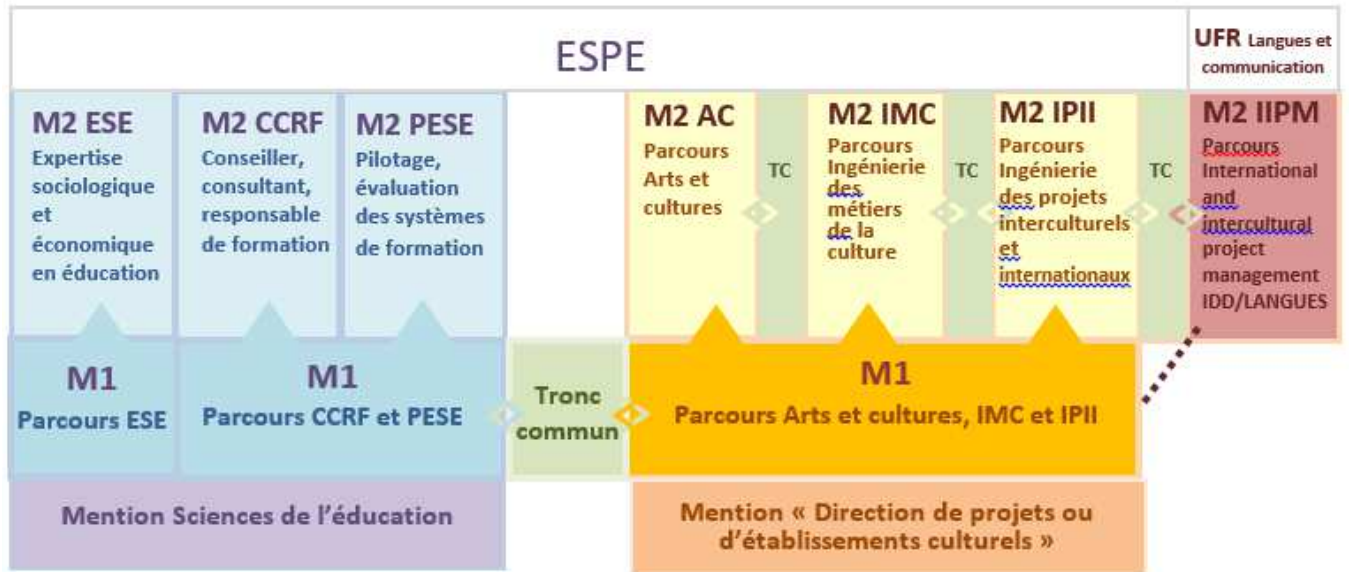 ESPE
UFR Langues et
communication
M2 ESE
Expertise
sociologique
et
économique
en éducation
M2 CCRF
Conseiller,
consultant,
responsable
de formation
M2 PESE
Pilotage,
évaluation
des systèmes
de formation
M2 AC
Parcours
Arts et
cultures
TC
M2 IMC
Parcours
Ingénierie
des
métiers
de la
culture
TC
M2 IPII
Parcours
Ingénierie
des projets
interculturels
et
internationaux
TC
M2 IIPM
Parcours
International
and
intercultural
project
management
IDD/LANGUES
M1
Parcours ESE
M1
Parcours CCRF et PESE
Tronc
commun
M1
Parcours Arts et cultures, IMC et IPII
Mention Sciences de l'éducation
Mention « Direction de projets ou
d'établissements culturels »